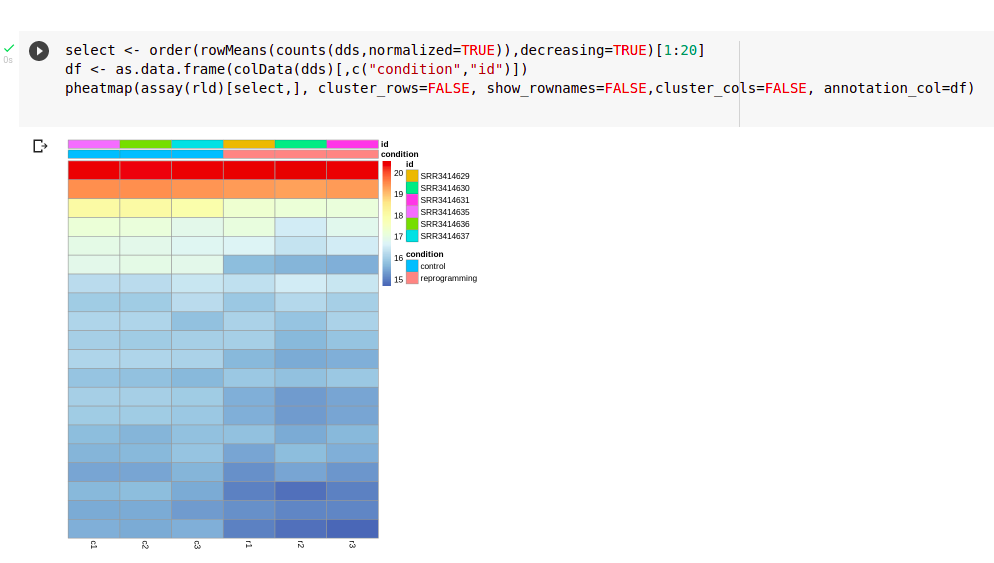 select <- order(rowMeans(counts(dds,normalized=TRUE)),decreasing=TRUE)[1:20]
df <- as.data.frame(colData(dds)[,c("condition","id")])
pheatmap(assay(rld)[select,], cluster_rows=FALSE, show_rownames=FALSE,cluster_cols=FALSE, annotation_col=df)
0s
id
condition
id
SRR3414629
SRR3414630
SRR3414631
SRR3414635
SRR3414636
SRR3414637
condition
control
reprogramming
20
19
18
17
16
15
c1
c2
c3
r1
r2
r3